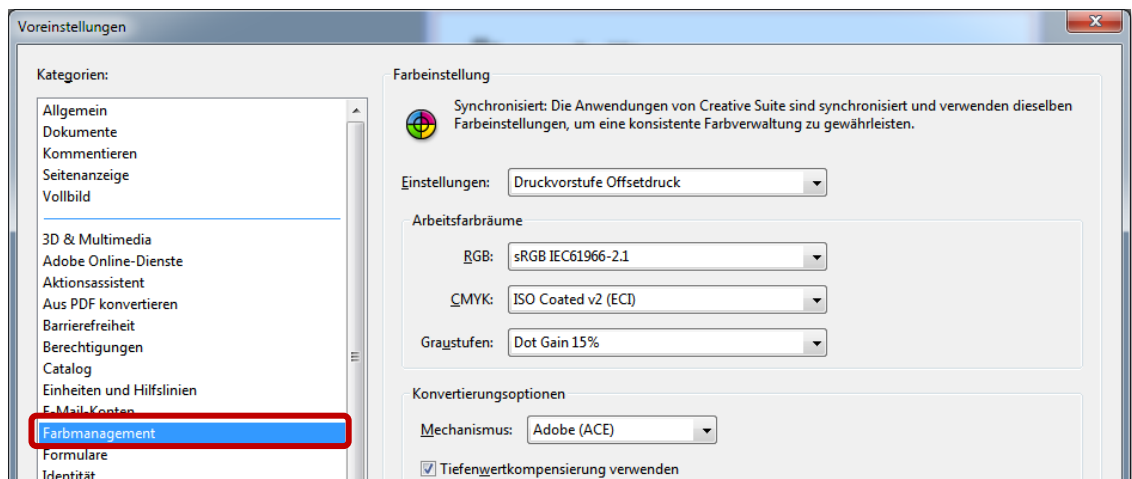 Voreinstellungen
Kategorien:
Allgemein
Dokumente
Kommentieren
Seitenanzeige
Vollbild
3D & Multimedia
Adobe Online-Dienste
Aktionsassistent
Aus PDF konvertieren
Barrierefreiheit
Berechtigungen
Catalog
Einheiten und Hilfslinien
E-Mail-Konten
Farbmanagement
Formulare
Identität
Farbeinstellung
Synchronisiert: Die Anwendungen von Creative Suite sind synchronisiert und verwenden dieselben
Farbeinstellungen, um eine konsistente Farbverwaltung zu gewährleisten.
Einstellungen: Druckvorstufe Offsetdruck
Arbeitsfarbräume
RGB: sRGB IEC61966-2.1
CMYK: ISO Coated v2 (ECI)
Graustufen: Dot Gain 15%
Konvertierungsoptionen
Mechanismus: Adobe (ACE)
Tiefenwertkompensierung verwenden